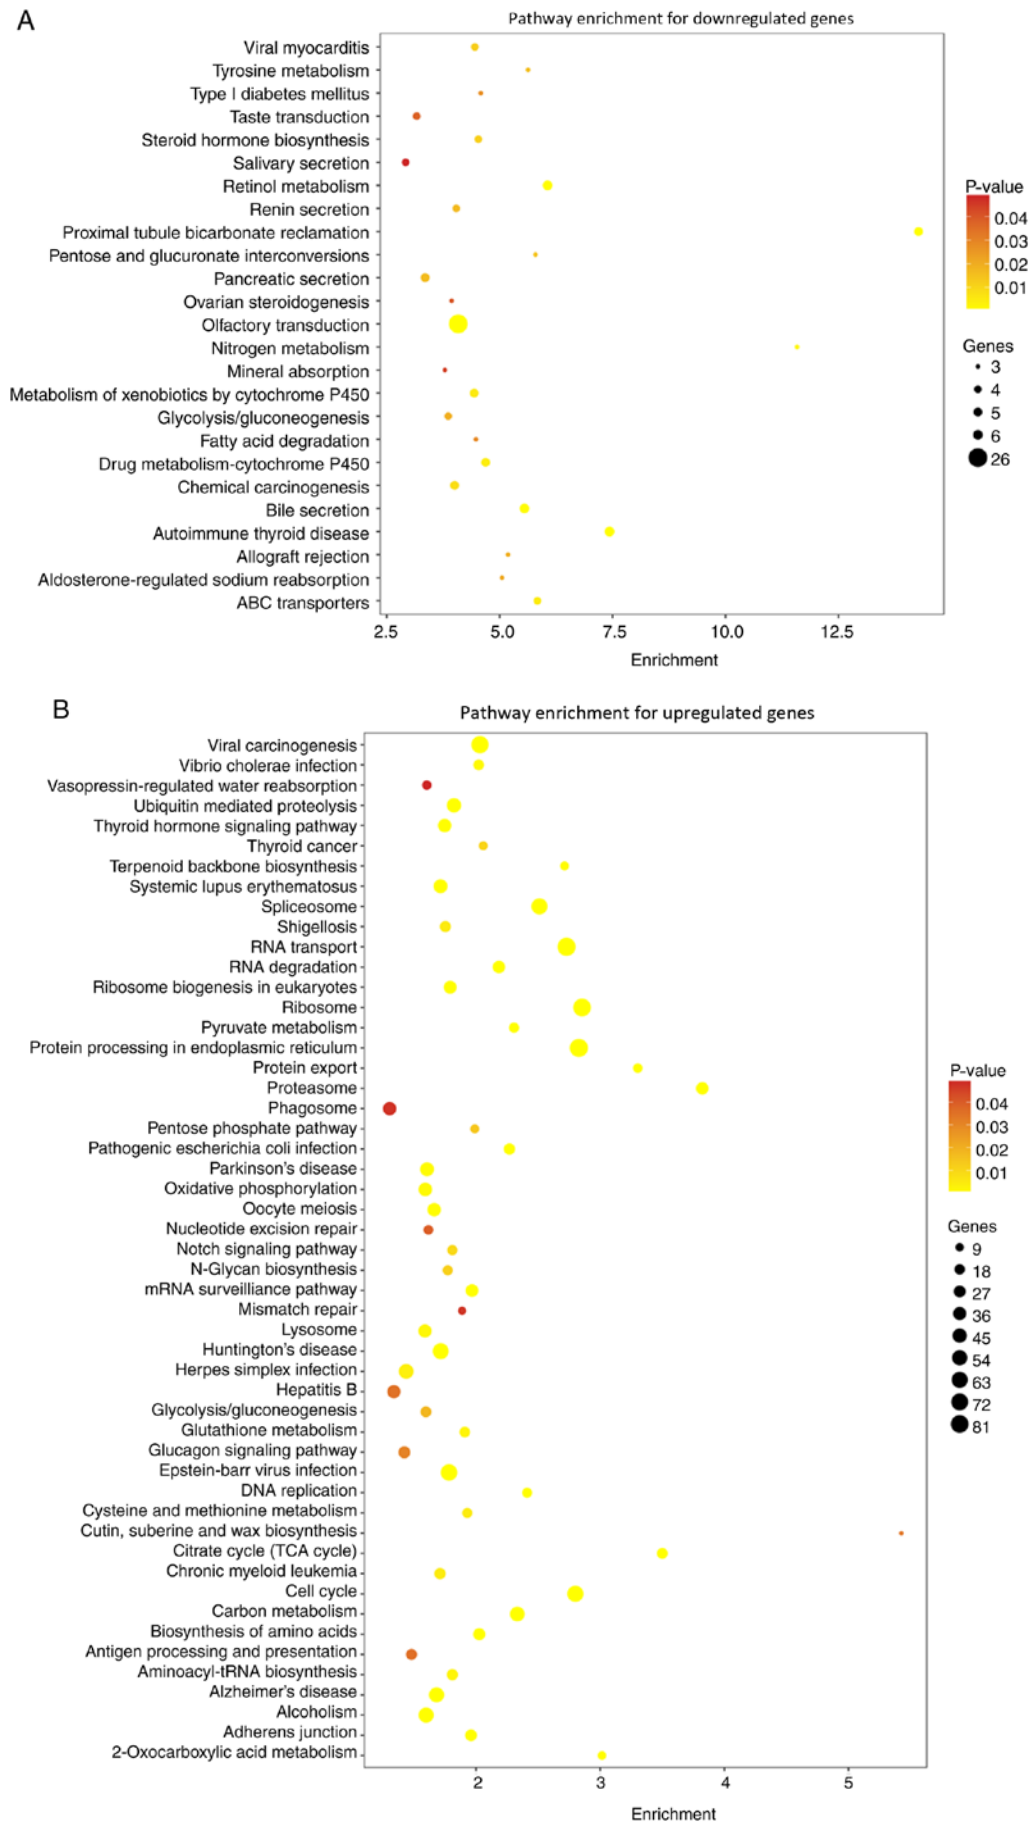 A
Pathway enrichment for downregulated genes
Viral myocarditis
Tyrosine metabolism
Type I diabetes mellitus
Taste transduction
Steroid hormone biosynthesis
Salivary secretion
Retinol metabolism
Renin secretion
Proximal tubule bicarbonate reclamation
Pentose and glucuronate interconversions
Pancreatic secretion
Ovarian steroidogenesis
Olfactory transduction
Nitrogen metabolism
Mineral absorption
Metabolism of xenobiotics by cytochrome P450
Glycolysis/gluconeogenesis
Fatty acid degradation
Drug metabolism-cytochrome P450
Chemical carcinogenesis
Bile secretion
Autoimmune thyroid disease
Allograft rejection
Aldosterone-regulated sodium reabsorption
ABC transporters
2.5 5.0 7.5 10.0 12.5
Enrichment
P-value
0.04
0.03
0.02
0.01
Genes
3
4
5
6
26
B
Pathway enrichment for upregulated genes
Viral carcinogenesis
Vibrio cholerae infection
Vasopressin-regulated water reabsorption
Ubiquitin mediated proteolysis
Thyroid hormone signaling pathway
Thyroid cancer
Terpenoid backbone biosynthesis
Systemic lupus erythematosus
Spliceosome
Shigellosis
RNA transport
RNA degradation
Ribosome biogenesis in eukaryotes
Ribosome
Pyruvate metabolism
Protein processing in endoplasmic reticulum
Protein export
Proteasome
Phagosome
Pentose phosphate pathway
Pathogenic escherichia coli infection
Parkinson's disease
Oxidative phosphorylation
Oocyte meiosis
Nucleotide excision repair
Notch signaling pathway
N-Glycan biosynthesis
mRNA surveilliance pathway
Mismatch repair
Lysosome
Huntington's disease
Herpes simplex infection
Hepatitis B
Glycolysis/gluconeogenesis
Glutathione metabolism
Glucagon signaling pathway
Epstein-barr virus infection
DNA replication
Cysteine and methionine metabolism
Cutin, suberine and wax biosynthesis
Citrate cycle (TCA cycle)
Chronic myeloid leukemia
Cell cycle
Carbon metabolism
Biosynthesis of amino acids
Antigen processing and presentation
Aminoacyl-tRNA biosynthesis
Alzheimer's disease
Alcoholism
Adherens junction
2-Oxocarboxylic acid metabolism
2 3 4 5
Enrichment
P-value
0.04
0.03
0.02
0.01
Genes
9
18
27
36
45
54
63
72
81